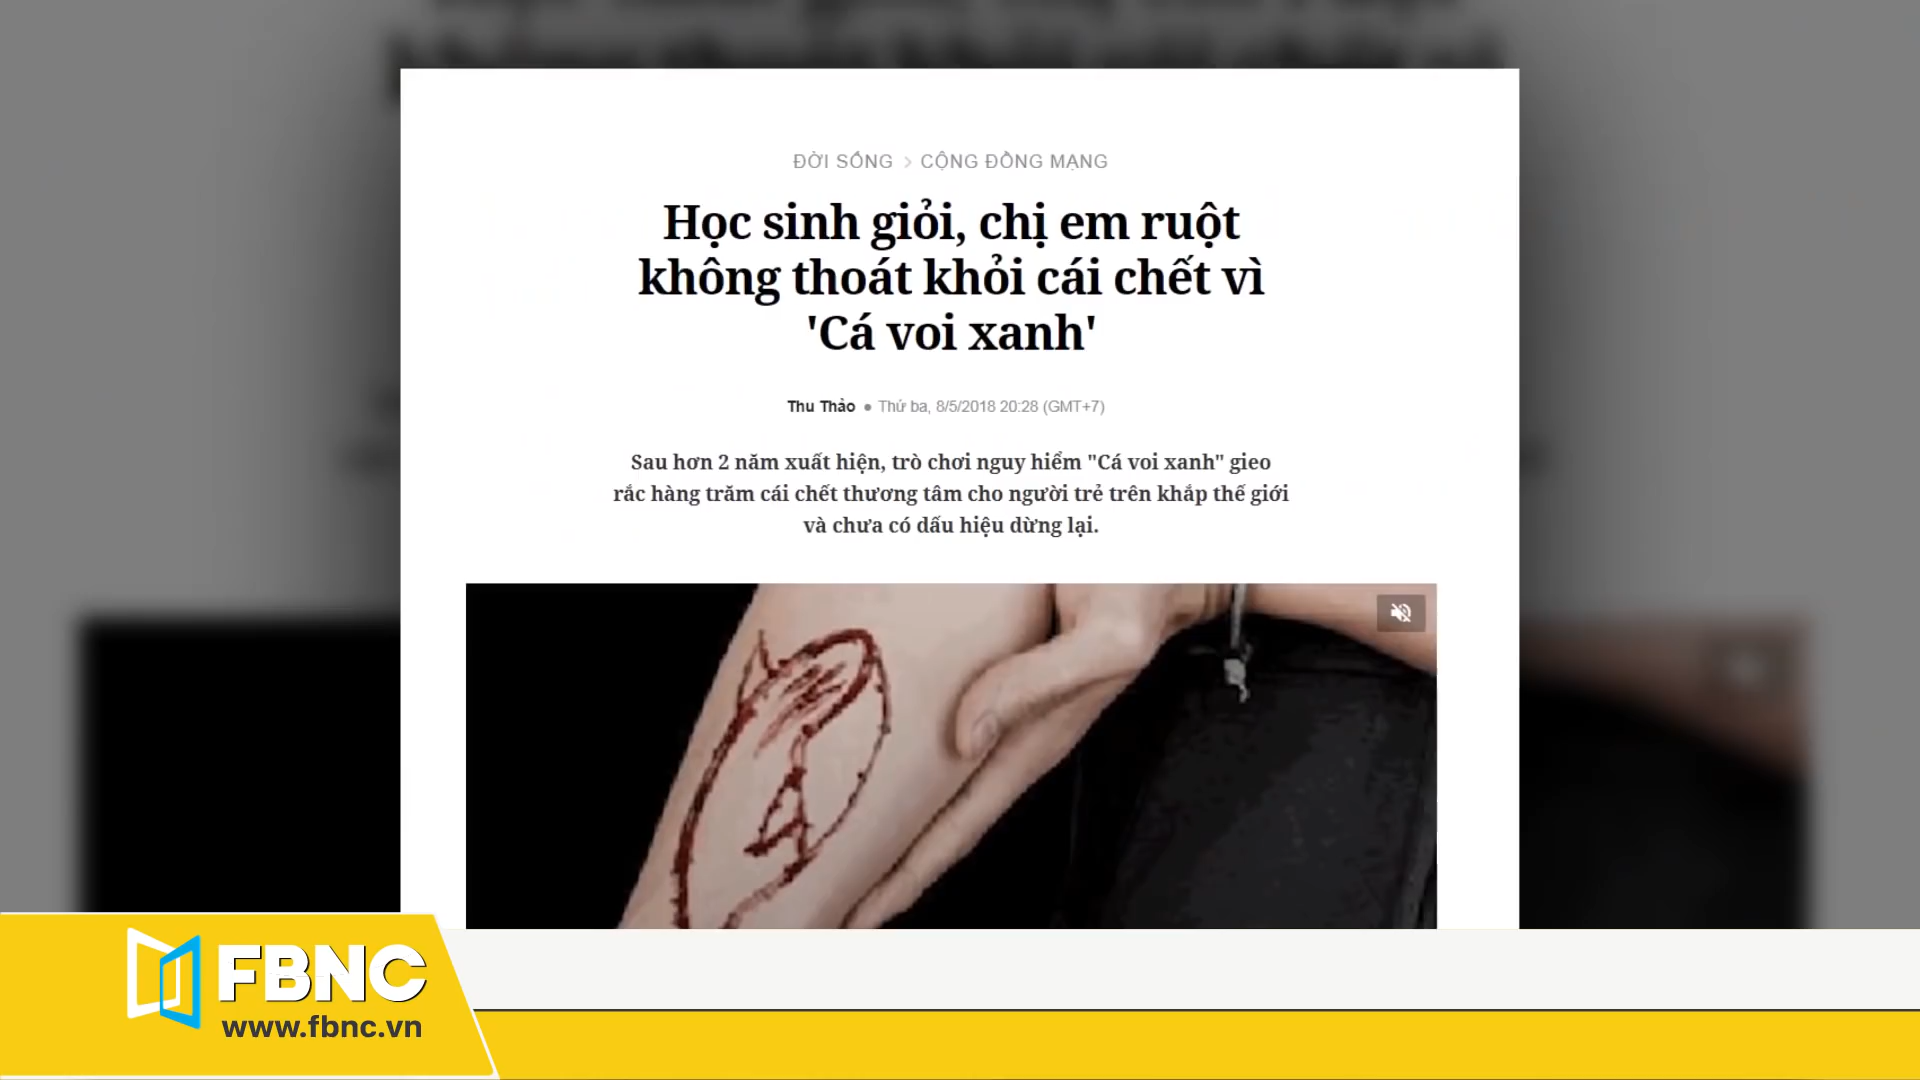 ĐỜI SỐNG > CỘNG ĐỒNG MẠNG
Học sinh giỏi, chị em ruột
không thoát khỏi cái chết vì
'Cá voi xanh'
Thu Thảo ● Thứ ba, 8/5/2018 20:28 (GMT+7)
Sau hơn 2 năm xuất hiện, trò chơi nguy hiểm "Cá voi xanh" gieo
rắc hàng trăm cái chết thương tâm cho người trẻ trên khắp thế giới
và chưa có dấu hiệu dừng lại.
FBNC
www.fbnc.vn